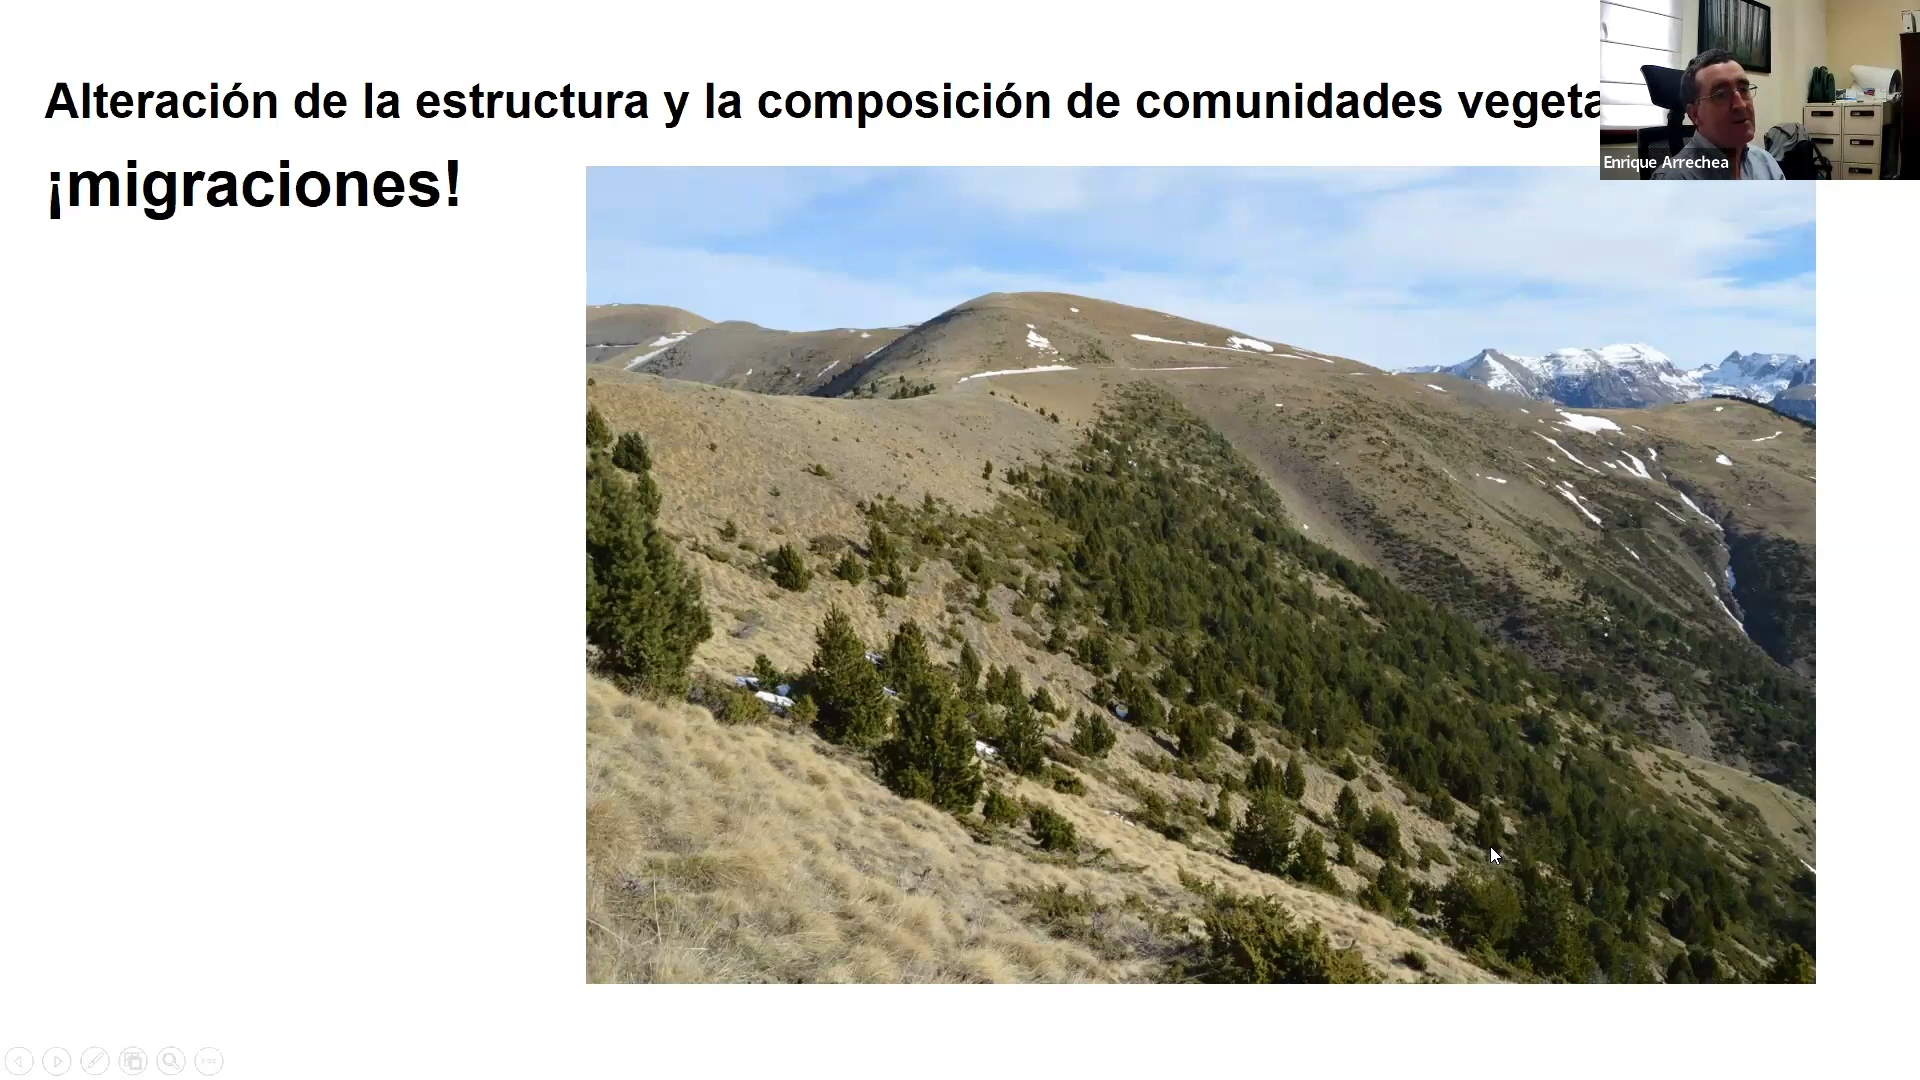 Alteración de la estructura y la composición de comunidades vegeta
¡migraciones!
Enrique Arrechea